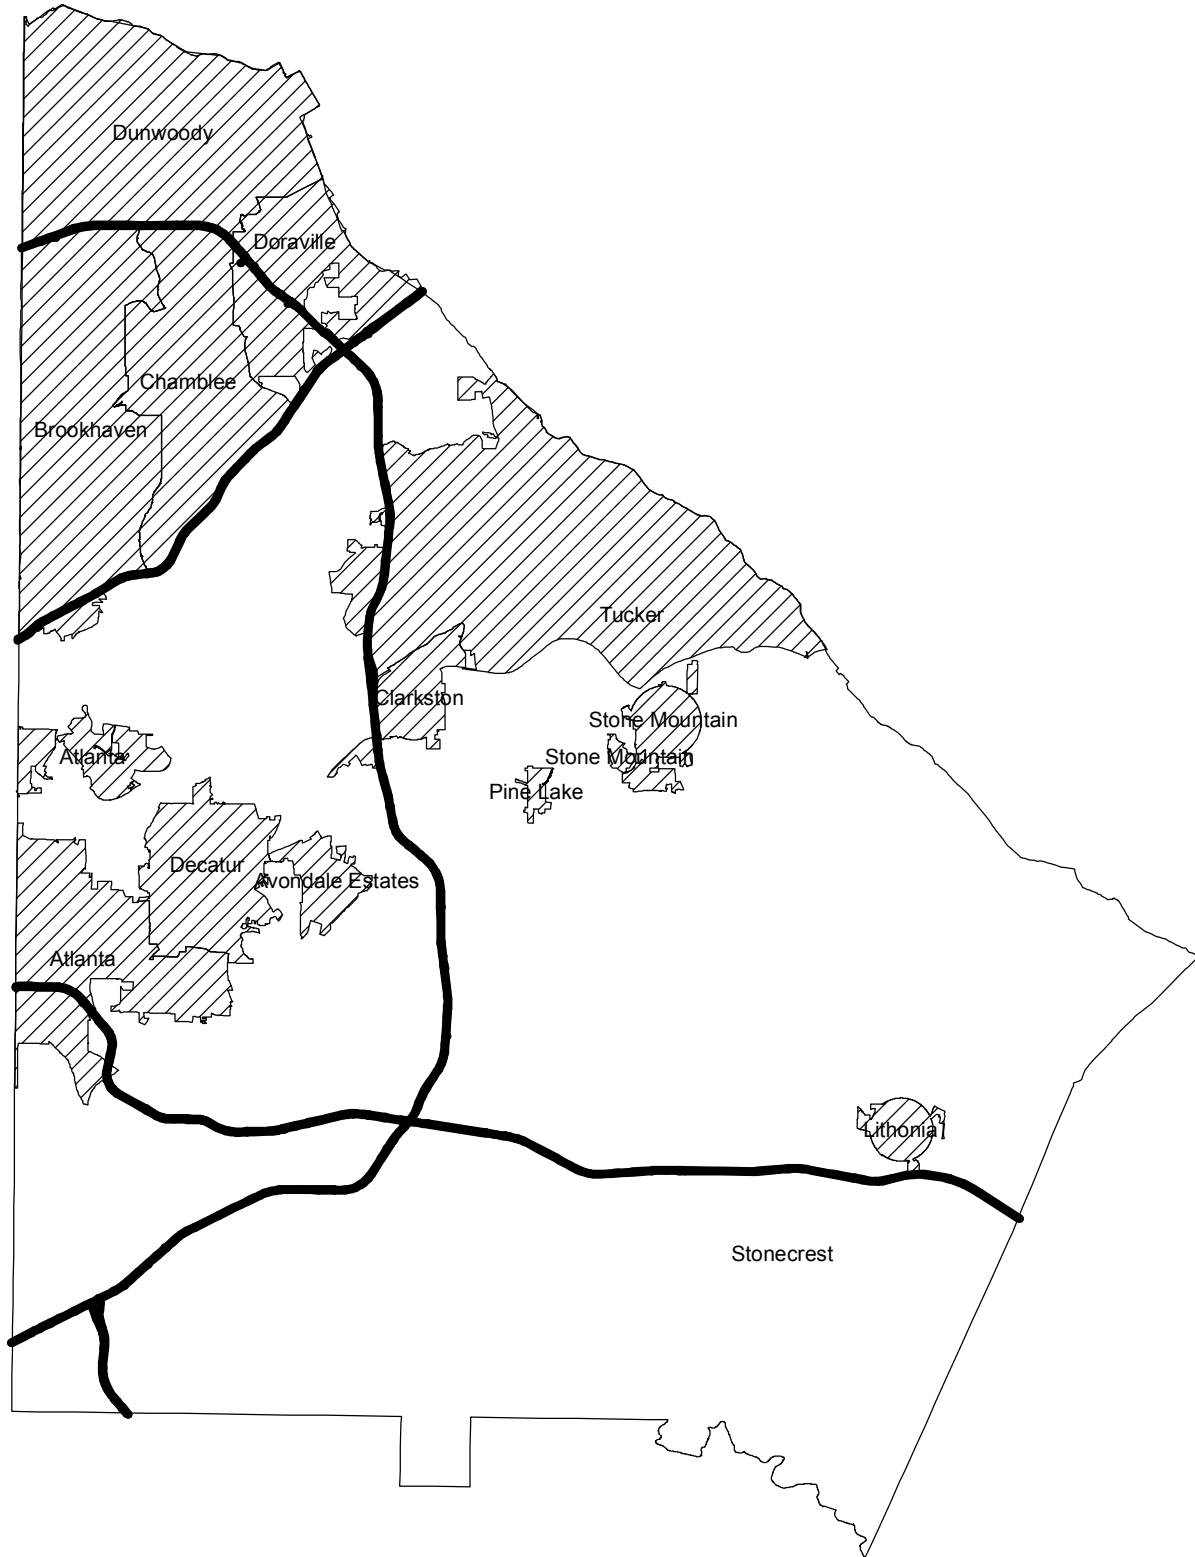 Dunwoody
Doraville
Chamblee
Brookhaven
Tucker
Clarkston
Stone Mountain
Atlanta
Stone Mountain
Pine Lake
Decatur
Avondale Estates
Atlanta
Lithonia
Stonecrest